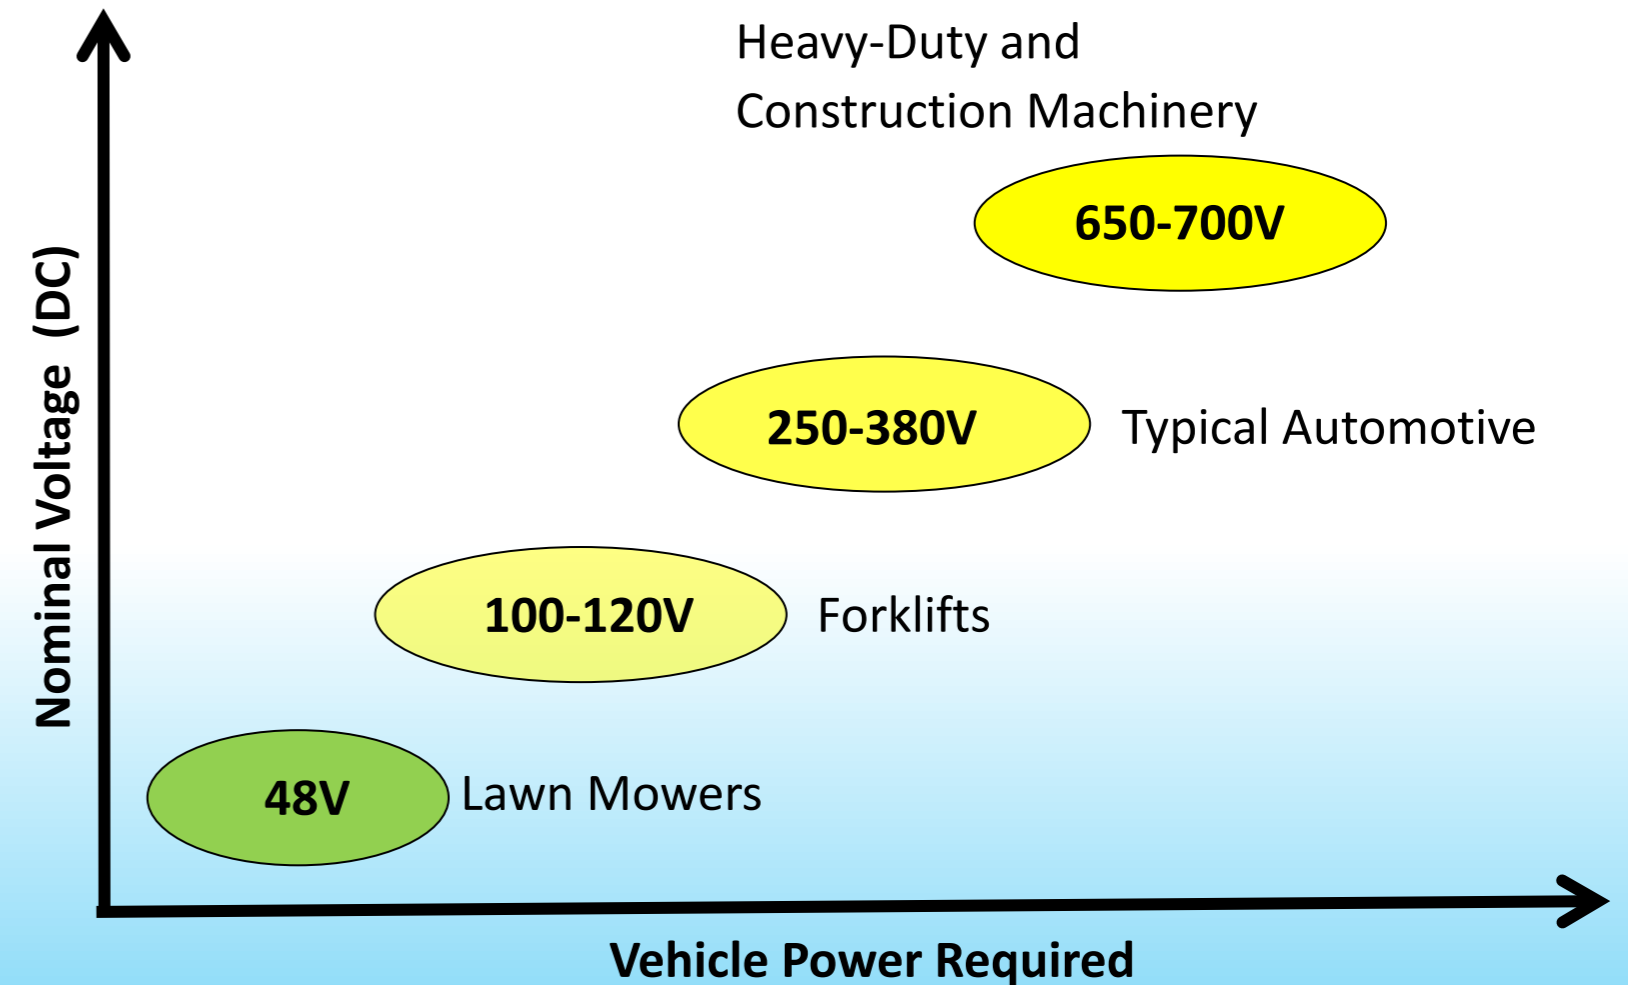 Heavy-Duty and
Construction Machinery
650-700V
Nominal Voltage (DC)
250-380V
Typical Automotive
100-120V
Forklifts
48V
Lawn Mowers
Vehicle Power Required